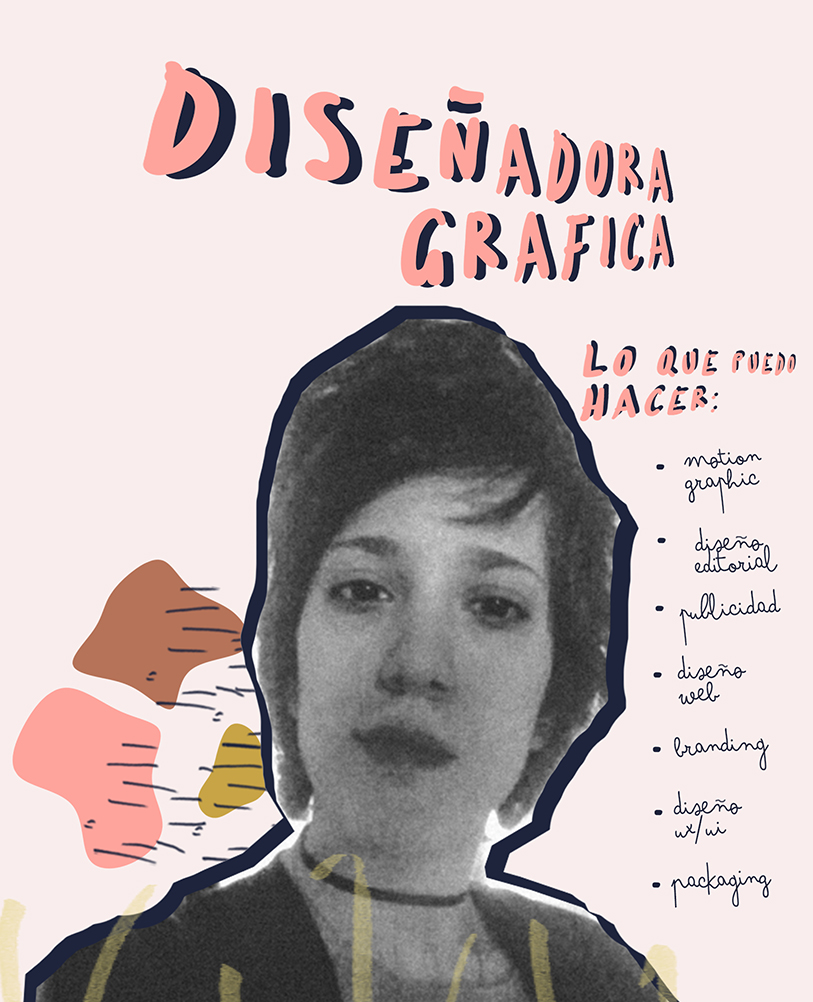 DISEÑADORA
GRAFICA
LO QUE PUEDO
HACER:
- motion
graphic
- diseño
editorial
- publicidad
- diseño
web
- branding
- diseño
ux/ui
- packaging